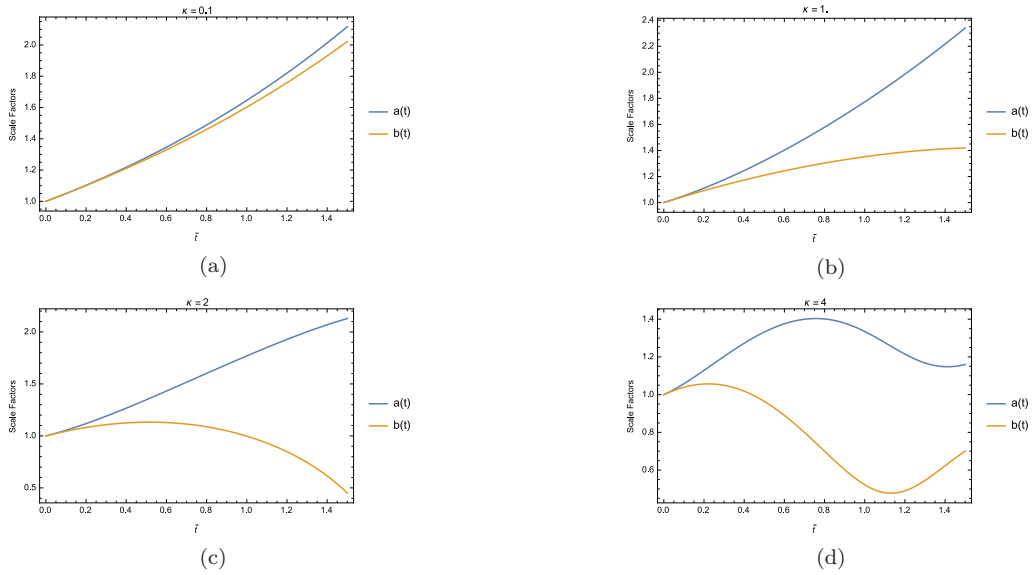 κ = 0.1
Scale Factors
2.0
1.8
1.6
1.4
1.2
1.0
0.0 0.2 0.4 0.6 0.8 1.0 1.2 1.4
t̄
a(t)
b(t)
(a)
κ = 1.
Scale Factors
2.4
2.2
2.0
1.8
1.6
1.4
1.2
1.0
0.0 0.2 0.4 0.6 0.8 1.0 1.2 1.4
t̄
a(t)
b(t)
(b)
κ = 2
Scale Factors
2.0
1.5
1.0
0.5
0.0 0.2 0.4 0.6 0.8 1.0 1.2 1.4
t̄
a(t)
b(t)
(c)
κ = 4
Scale Factors
1.4
1.2
1.0
0.8
0.6
0.0 0.2 0.4 0.6 0.8 1.0 1.2 1.4
t̄
a(t)
b(t)
(d)